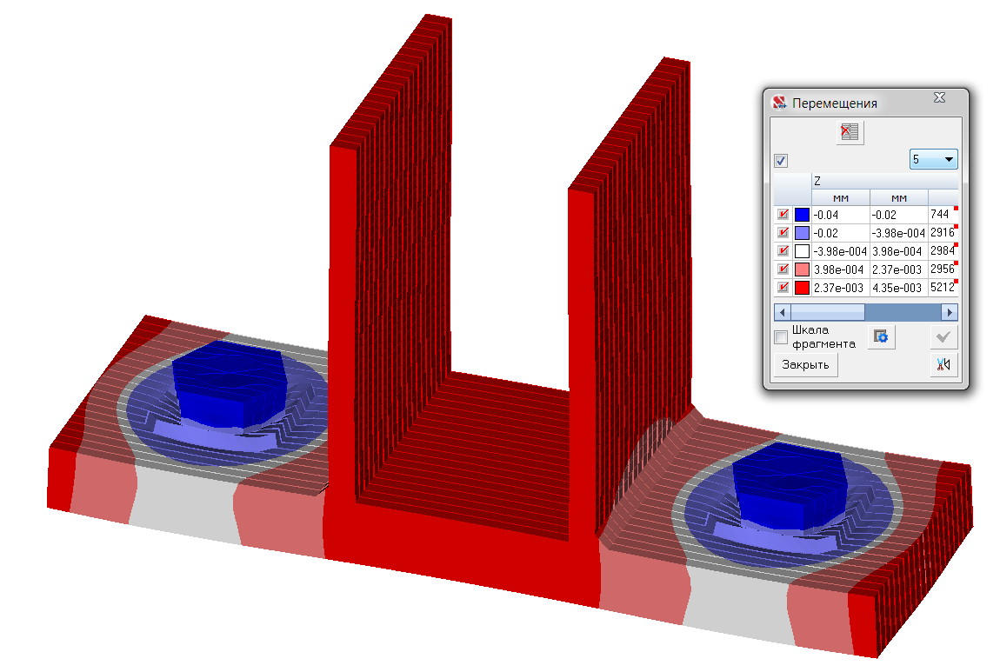 Перемещения
5
Z
мм мм
-0.04 -0.02 744
-0.02 -3.98e-004 2916
-3.98e-004 3.98e-004 2984
3.98e-004 2.37e-003 2956
2.37e-003 4.35e-003 5212
Шкала
фрагмента
Закрыть